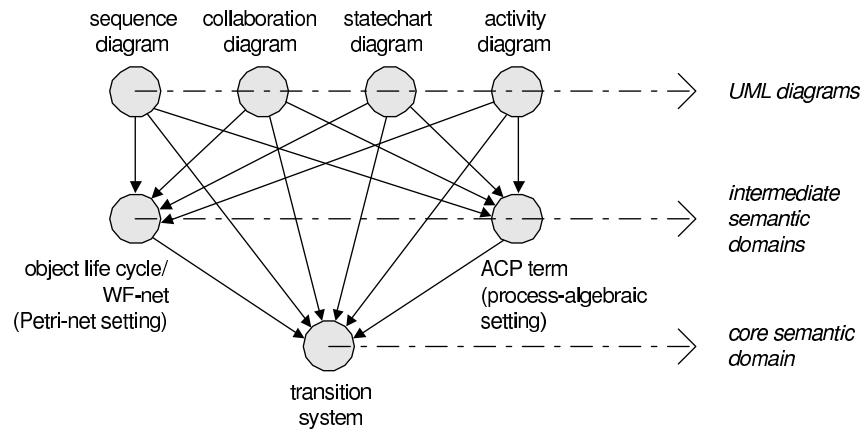 sequence diagram
collaboration diagram
statechart diagram
activity diagram
UML diagrams
intermediate
semantic
domains
object life cycle/
WF-net
(Petri-net setting)
ACP term
(process-algebraic
setting)
core semantic
domain
transition
system